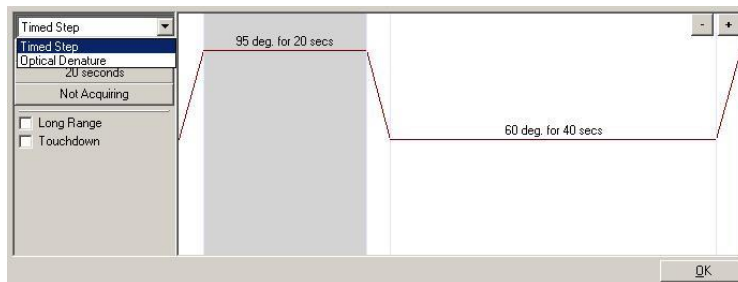 Timed Step
Timed Step
Optical Denature
20 seconds
Not Acquiring
Long Range
Touchdown
95 deg. for 20 secs
60 deg. for 40 secs
- +
OK